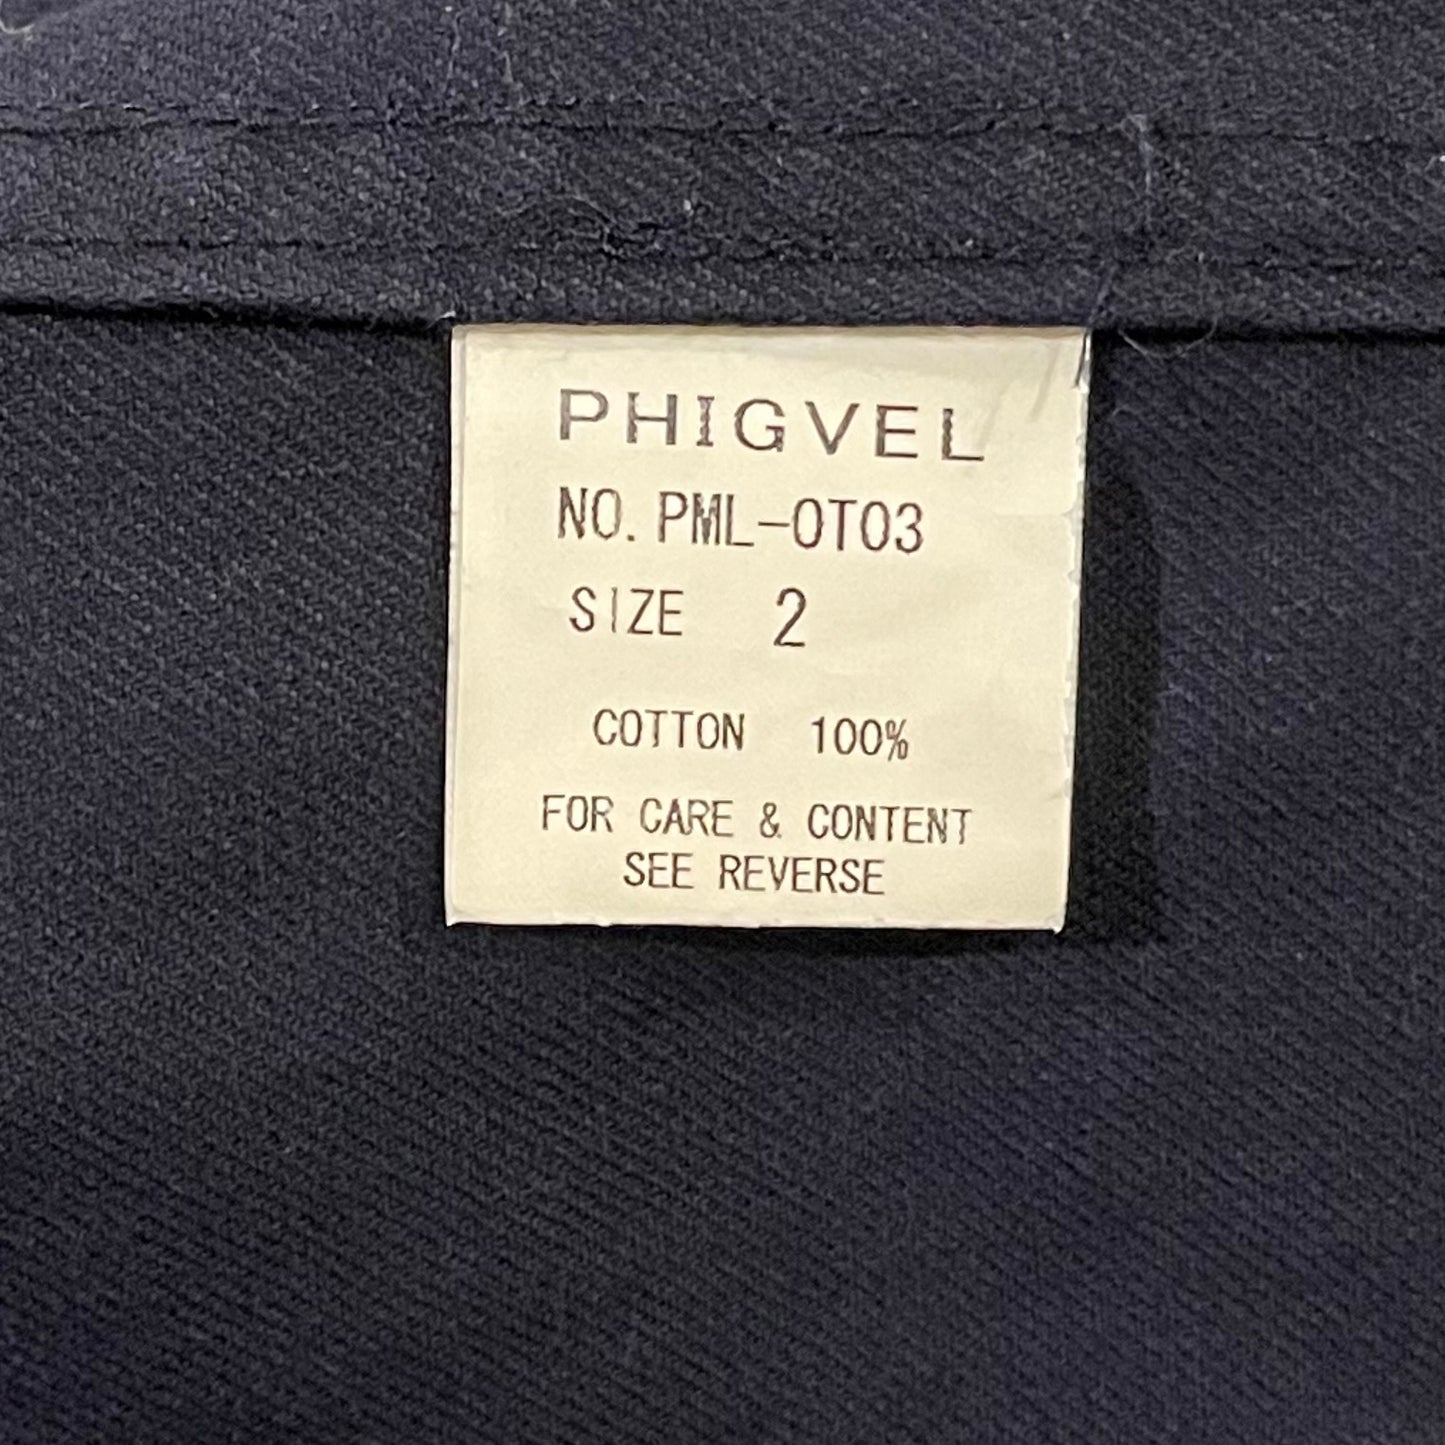 PHIGVEL
NO. PML-OT03
SIZE 2
COTTON 100%
FOR CARE & CONTENT
SEE REVERSE